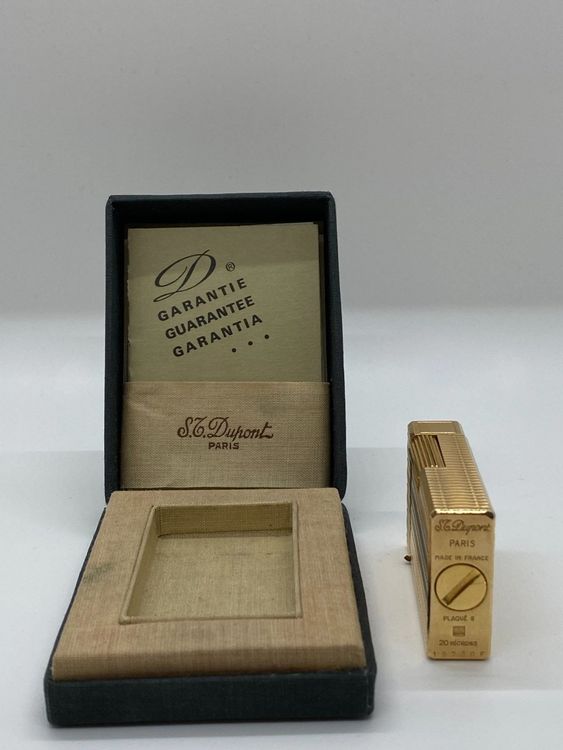 D ®
GARANTIE
GUARANTEE
GARANTIA
...
S.T. Dupont
PARIS
S.T. Dupont
PARIS
MADE IN FRANCE
PLAQUÉ G
20 MICRONS